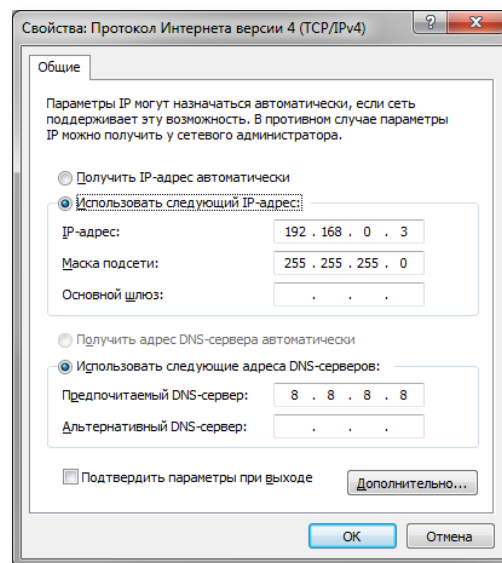 Свойства: Протокол Интернета версии 4 (TCP/IPv4)
Общие
Параметры IP могут назначаться автоматически, если сеть
поддерживает эту возможность. В противном случае параметры
IP можно получить у сетевого администратора.
Получить IP-адрес автоматически
Использовать следующий IP-адрес:
IP-адрес: 192 . 168 . 0 . 3
Маска подсети: 255 . 255 . 255 . 0
Основной шлюз: . . .
Получить адрес DNS-сервера автоматически
Использовать следующие адреса DNS-серверов:
Предпочитаемый DNS-сервер: 8 . 8 . 8 . 8
Альтернативный DNS-сервер: . . .
Подтвердить параметры при выходе
Дополнительно...
OK Отмена